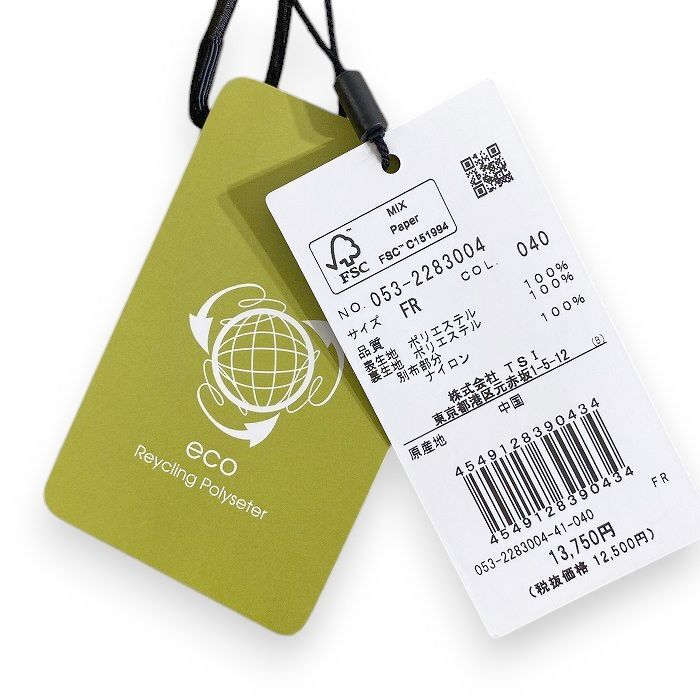 eco
Reycling Polyseter
MIX
Paper
FSC™ C151994
FSC
NO. 053-2283004 COL. 040
サイズ FR
品質
表生地 ポリエステル 100%
裏生地 ポリエステル 100%
別布部分 ナイロン 100%
株式会社 TSI (B)
東京都港区元赤坂1-5-12
原産地 中国
4549128390434
4549128390434
053-2283004-41-040 FR
13,750円
(税抜価格 12,500円)